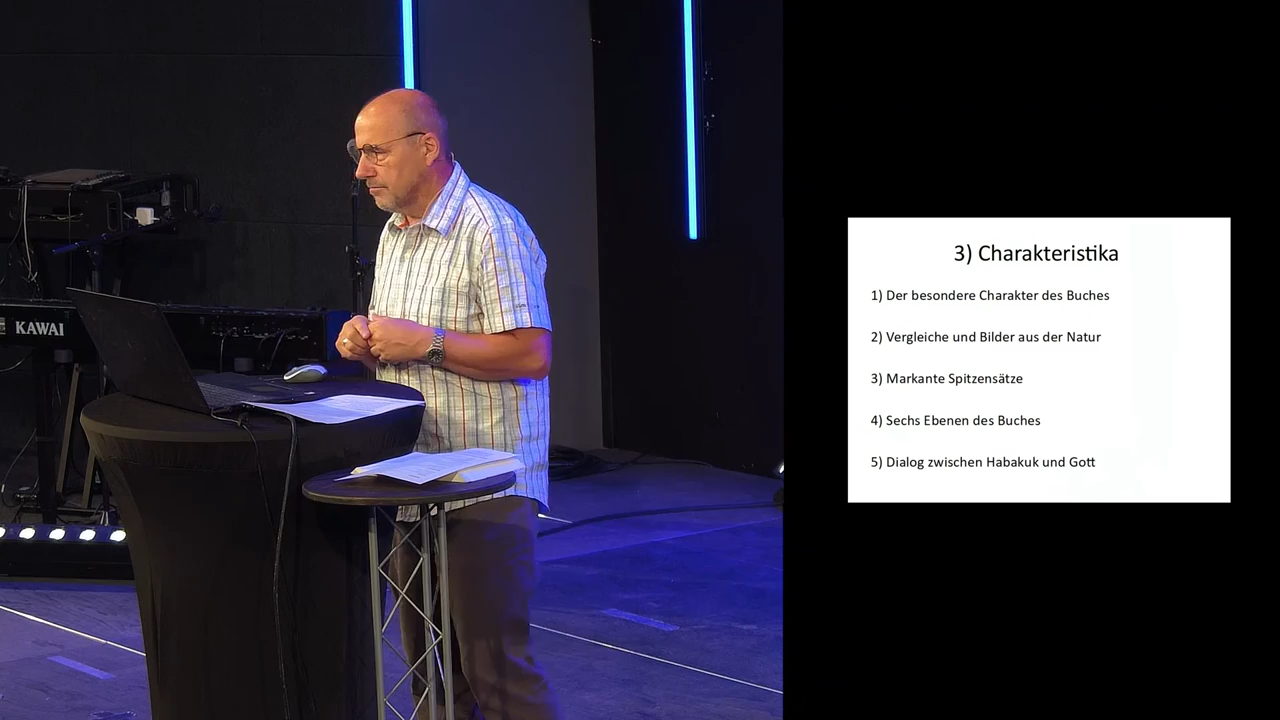 KAWAI
3) Charakteristika
1) Der besondere Charakter des Buches
2) Vergleiche und Bilder aus der Natur
3) Markante Spitzensätze
4) Sechs Ebenen des Buches
5) Dialog zwischen Habakuk und Gott